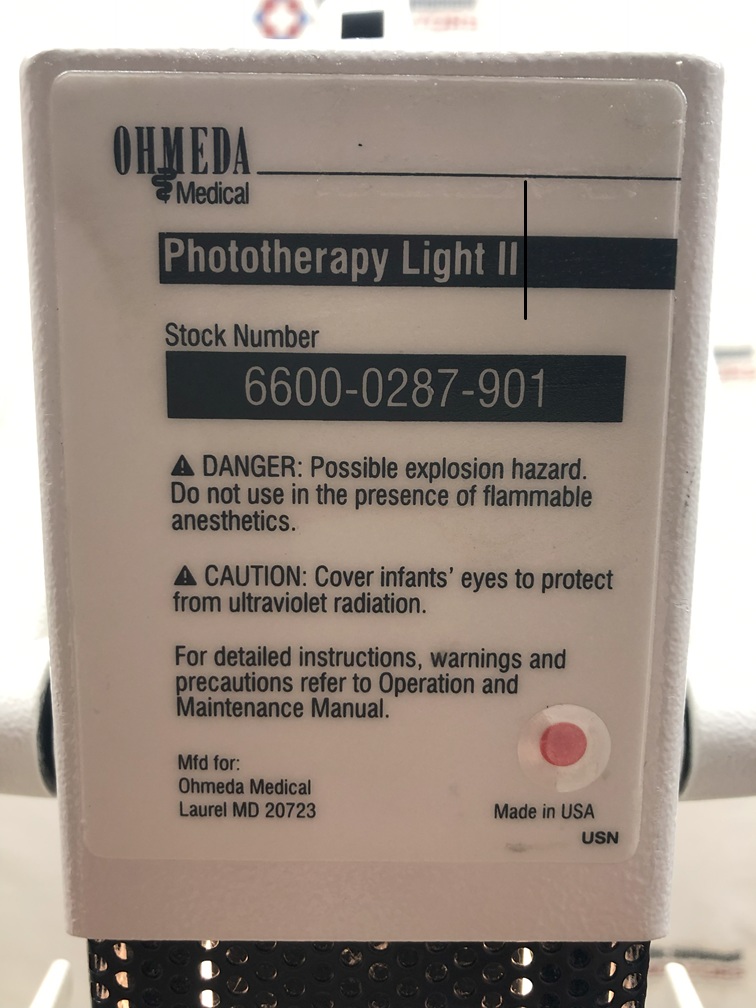 OHMEDA
Medical
Phototherapy Light II
Stock Number
6600-0287-901
⚠ DANGER: Possible explosion hazard.
Do not use in the presence of flammable
anesthetics.
⚠ CAUTION: Cover infants' eyes to protect
from ultraviolet radiation.
For detailed instructions, warnings and
precautions refer to Operation and
Maintenance Manual.
Mfd for:
Ohmeda Medical
Laurel MD 20723
Made in USA
USN